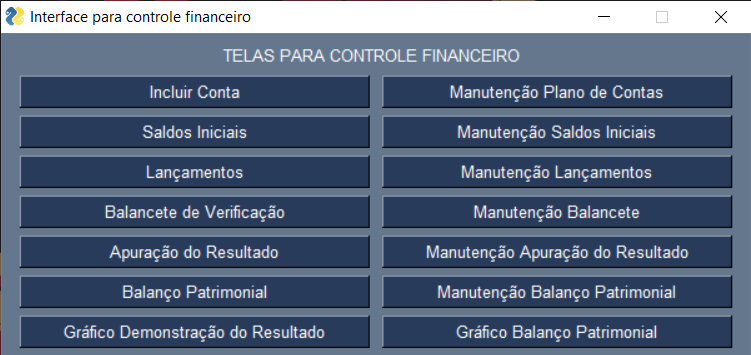 Interface para controle financeiro
TELAS PARA CONTROLE FINANCEIRO
Incluir Conta
Manutenção Plano de Contas
Saldos Iniciais
Manutenção Saldos Iniciais
Lançamentos
Manutenção Lançamentos
Balancete de Verificação
Manutenção Balancete
Apuração do Resultado
Manutenção Apuração do Resultado
Balanço Patrimonial
Manutenção Balanço Patrimonial
Gráfico Demonstração do Resultado
Gráfico Balanço Patrimonial